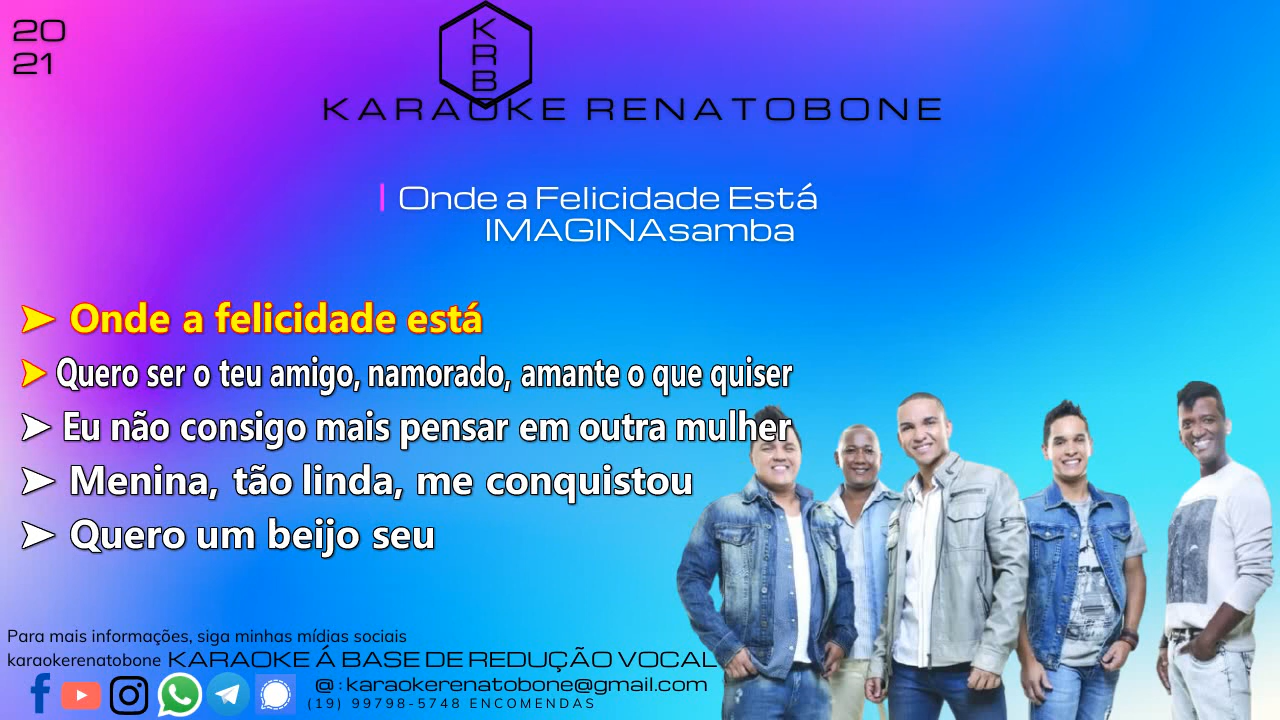 20
21
KRB
KARAOKE RENATOBONE
Onde a Felicidade Está
IMAGINAsamba
Onde a felicidade está
Quero ser o teu amigo, namorado, amante o que quiser
Eu não consigo mais pensar em outra mulher
Menina, tão linda, me conquistou
Quero um beijo seu
Para mais informações, siga minhas mídias sociais
karaokerenatobone KARAOKE Á BASE DE REDUÇÃO VOCAL
@:karaokerenatobone@gmail.com
(19) 99798-5748 ENCOMENDAS